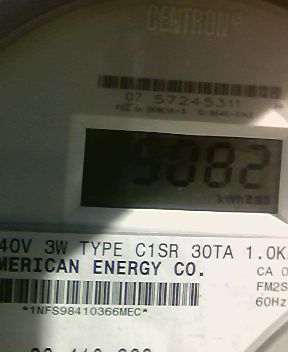 CENTRON®
07 57245311
5082
kWh
40V 3W TYPE C1SR 30TA 1.0K
MERICAN ENERGY CO.
CA 0
FM2S
60Hz
*1NFS98410366MEC*